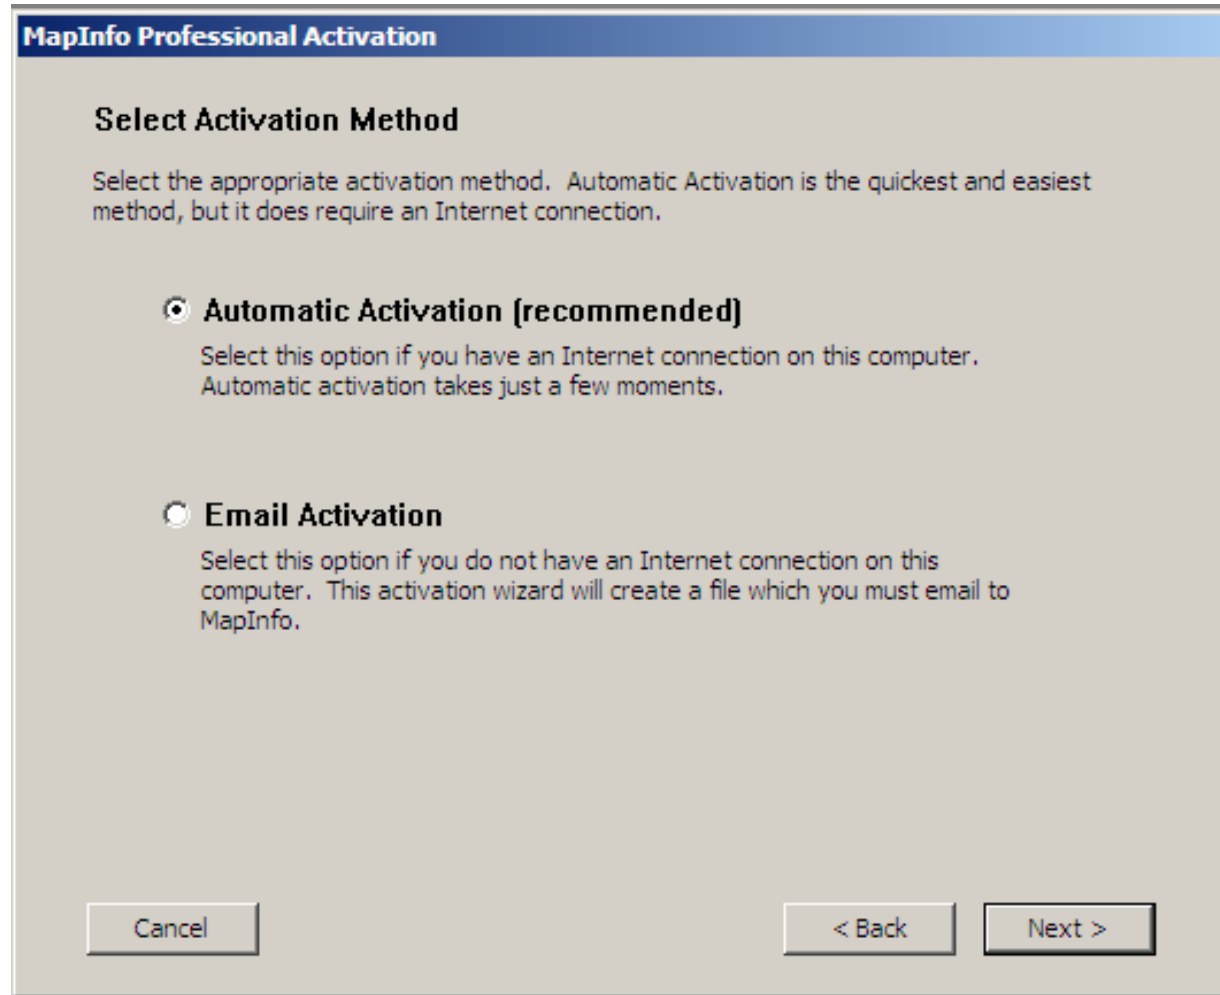 MapInfo Professional Activation
Select Activation Method
Select the appropriate activation method.  Automatic Activation is the quickest and easiest
method, but it does require an Internet connection.
Automatic Activation (recommended)
Select this option if you have an Internet connection on this computer.
Automatic activation takes just a few moments.
Email Activation
Select this option if you do not have an Internet connection on this
computer.  This activation wizard will create a file which you must email to
MapInfo.
Cancel
< Back
Next >